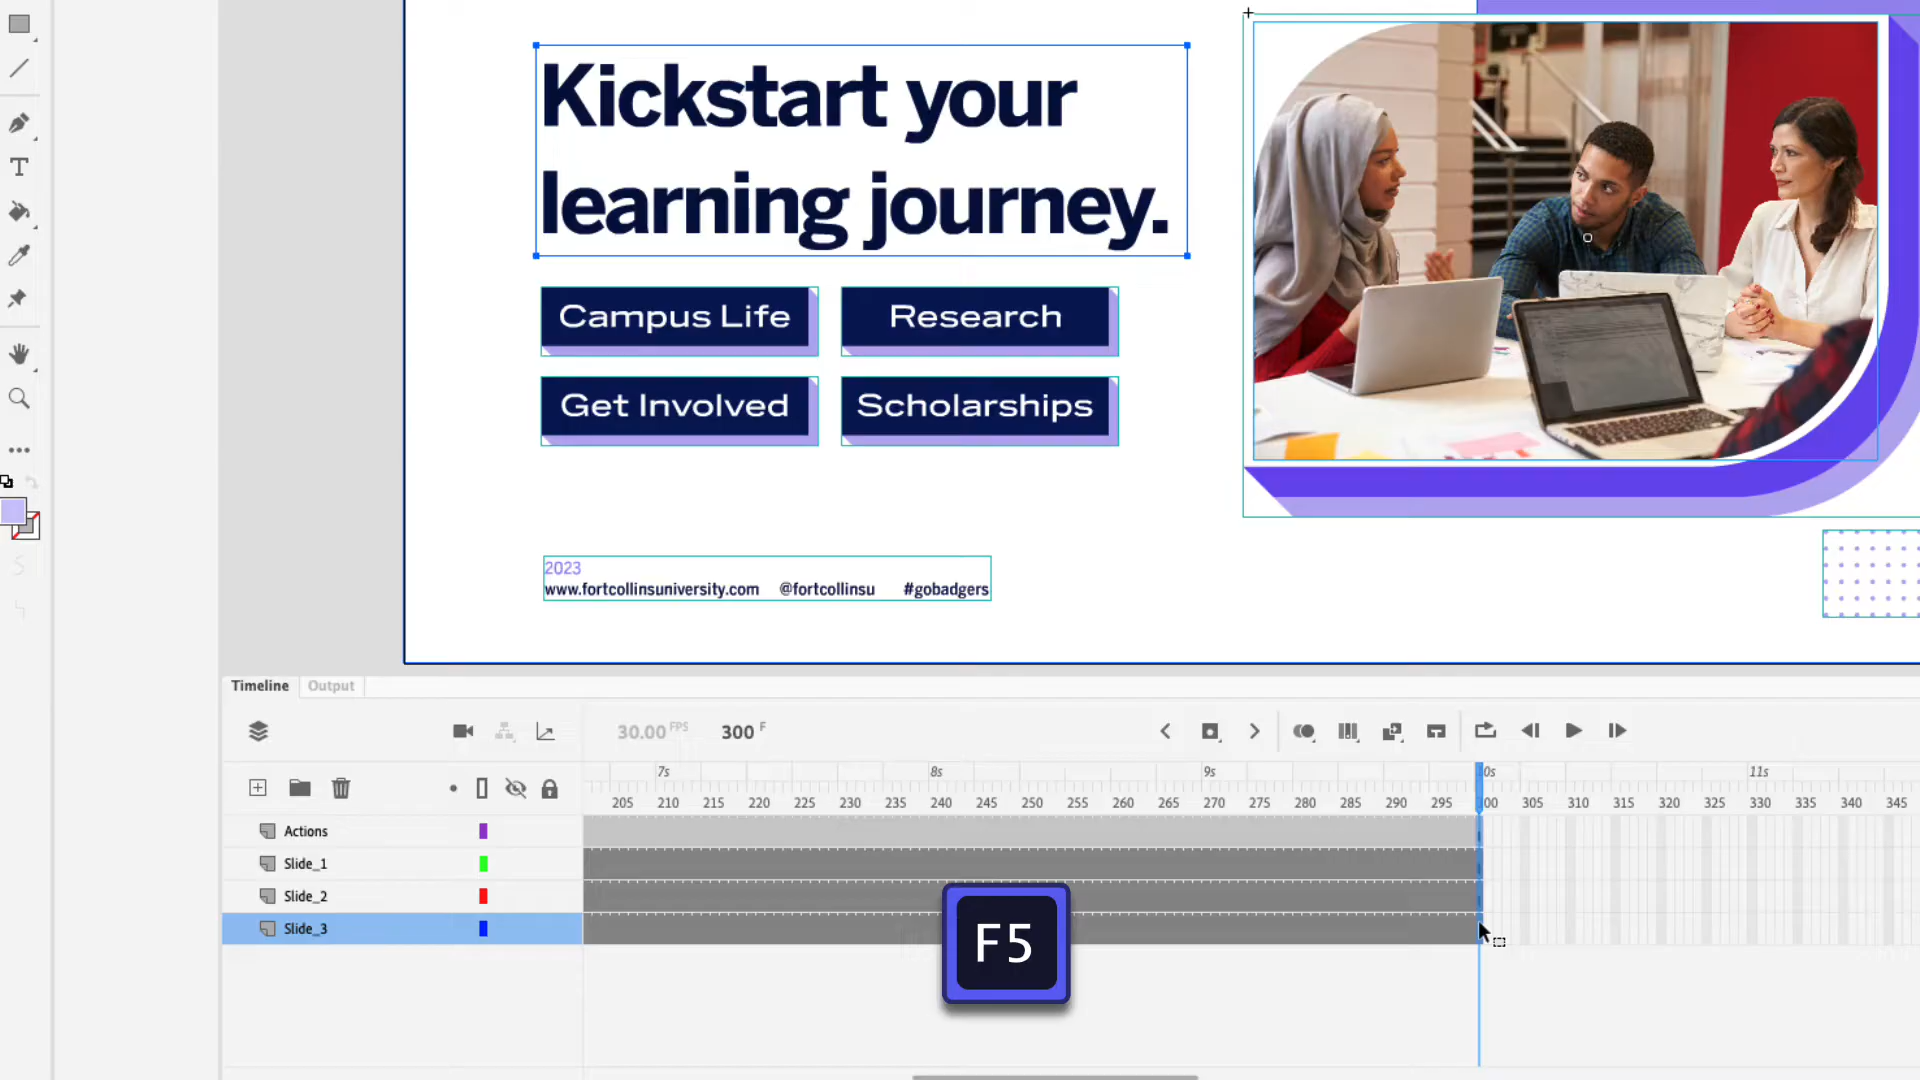 Kickstart your
learning journey.
Campus Life
Research
Get Involved
Scholarships
2023
www.fortcollinsuniversity.com @fortcollinsu #gobadgers
Timeline
Output
30.00 FPS
300 F
7s 8s 9s 0s 11s
205 210 215 220 225 230 235 240 245 250 255 260 265 270 275 280 285 290 295 00 305 310 315 320 325 330 335 340 345
Actions
Slide_1
Slide_2
Slide_3
F5